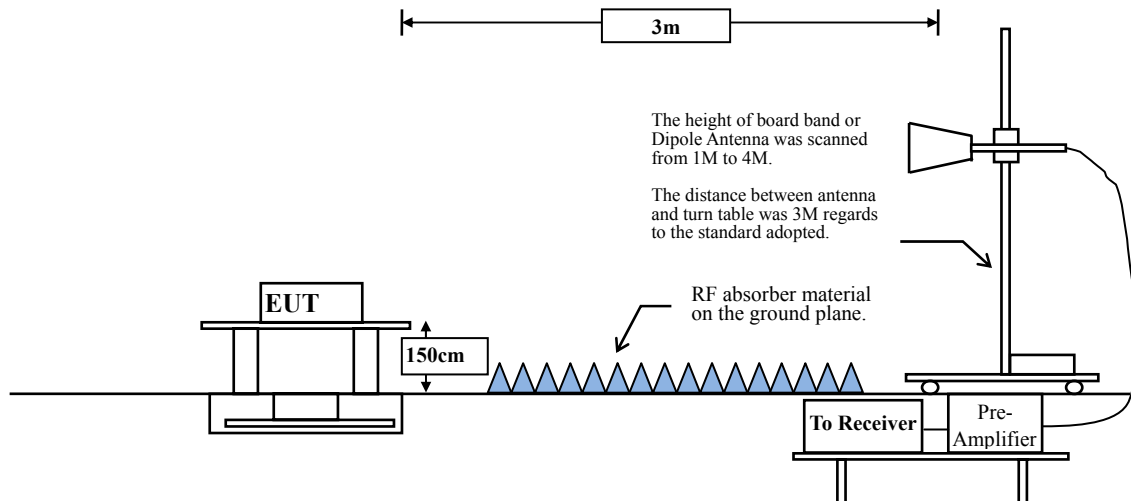 3m
The height of board band or
Dipole Antenna was scanned
from 1M to 4M.
The distance between antenna
and turn table was 3M regards
to the standard adopted.
EUT
RF absorber material
on the ground plane.
150cm
To Receiver
Pre-
Amplifier